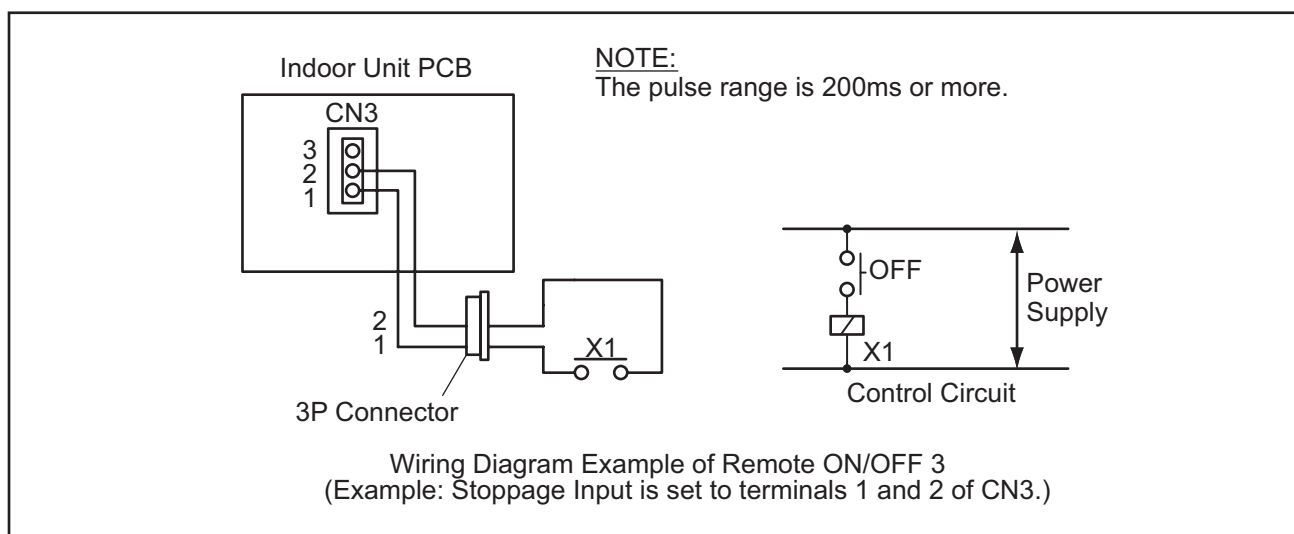 Indoor Unit PCB
NOTE:
The pulse range is 200ms or more.
CN3
3
2
1
OFF
Power
Supply
2
1
X1
X1
Control Circuit
3P Connector
Wiring Diagram Example of Remote ON/OFF 3
(Example: Stoppage Input is set to terminals 1 and 2 of CN3.)